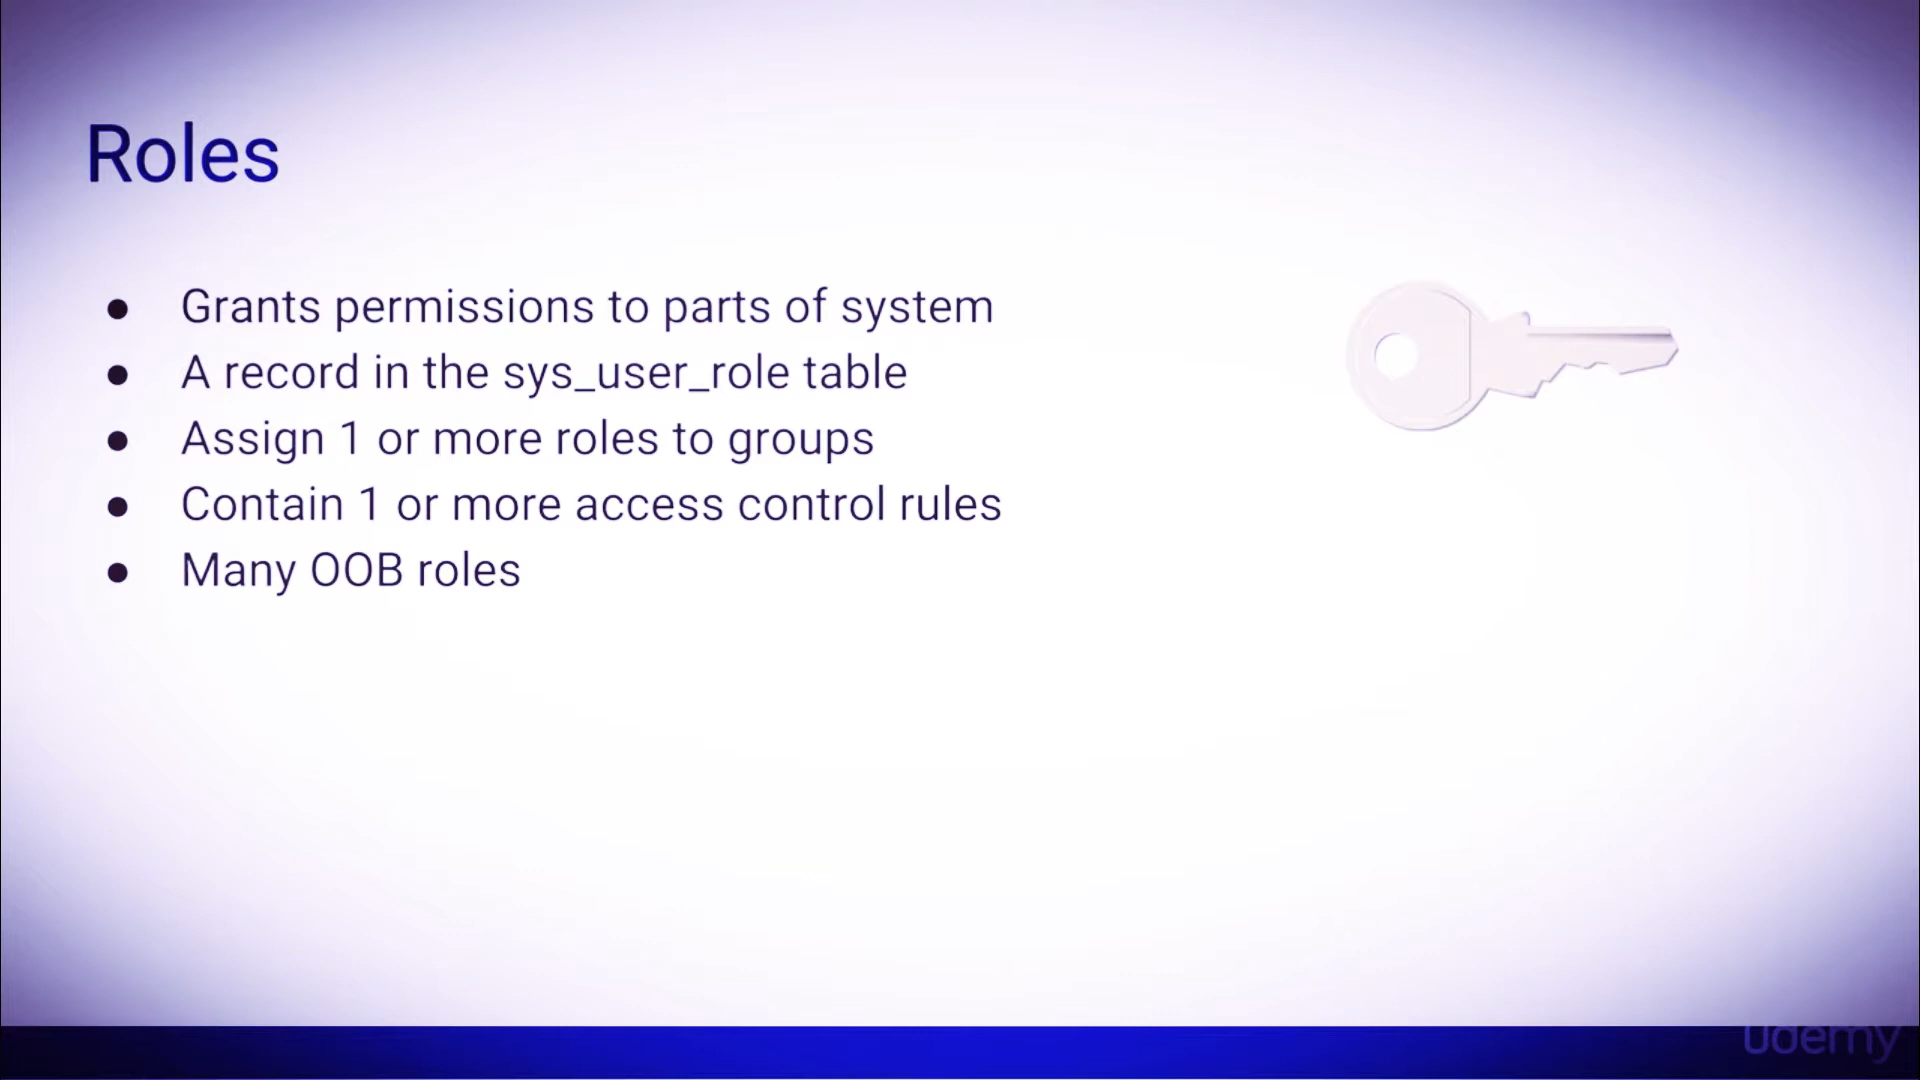 Roles
● Grants permissions to parts of system
● A record in the sys_user_role table
● Assign 1 or more roles to groups
● Contain 1 or more access control rules
● Many OOB roles
udemy